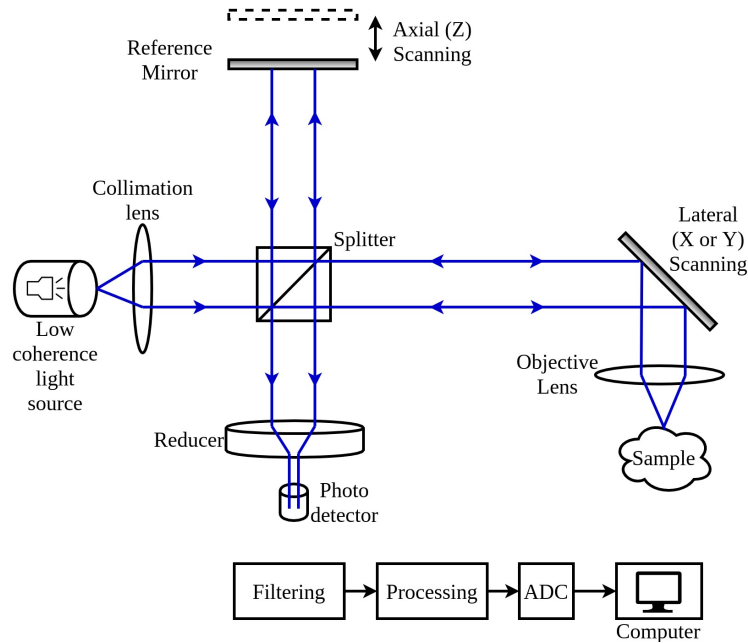 Reference
Mirror
Axial (Z)
Scanning
Collimation
lens
Splitter
Lateral
(X or Y)
Scanning
Low
coherence
light
source
Objective
Lens
Reducer
Sample
Photo
detector
Filtering
Processing
ADC
Computer